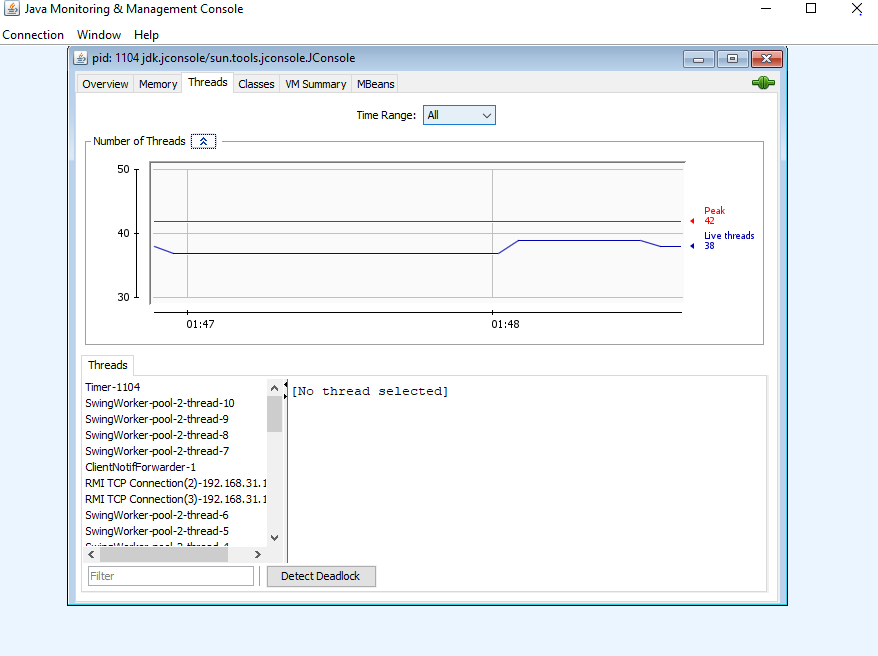 Java Monitoring & Management Console
Connection Window Help
pid: 1104 jdk.jconsole/sun.tools.jconsole.JConsole
Overview Memory Threads Classes VM Summary MBeans
Time Range: All
Number of Threads
50
40
30
Peak
42
Live threads
38
01:47 01:48
Threads
Timer-1104
SwingWorker-pool-2-thread-10
SwingWorker-pool-2-thread-9
SwingWorker-pool-2-thread-8
SwingWorker-pool-2-thread-7
ClientNotifForwarder-1
RMI TCP Connection(2)-192.168.31.1
RMI TCP Connection(3)-192.168.31.1
SwingWorker-pool-2-thread-6
SwingWorker-pool-2-thread-5
SwingWorker-pool-2-thread-4
[No thread selected]
Filter
Detect Deadlock